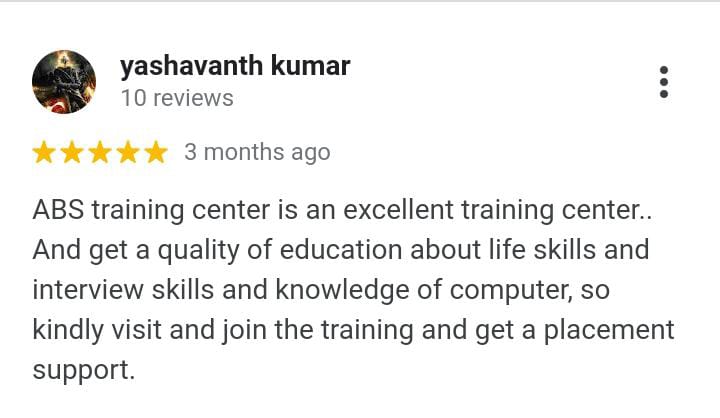 yashavanth kumar
10 reviews
3 months ago
ABS training center is an excellent training center..
And get a quality of education about life skills and
interview skills and knowledge of computer, so
kindly visit and join the training and get a placement
support.